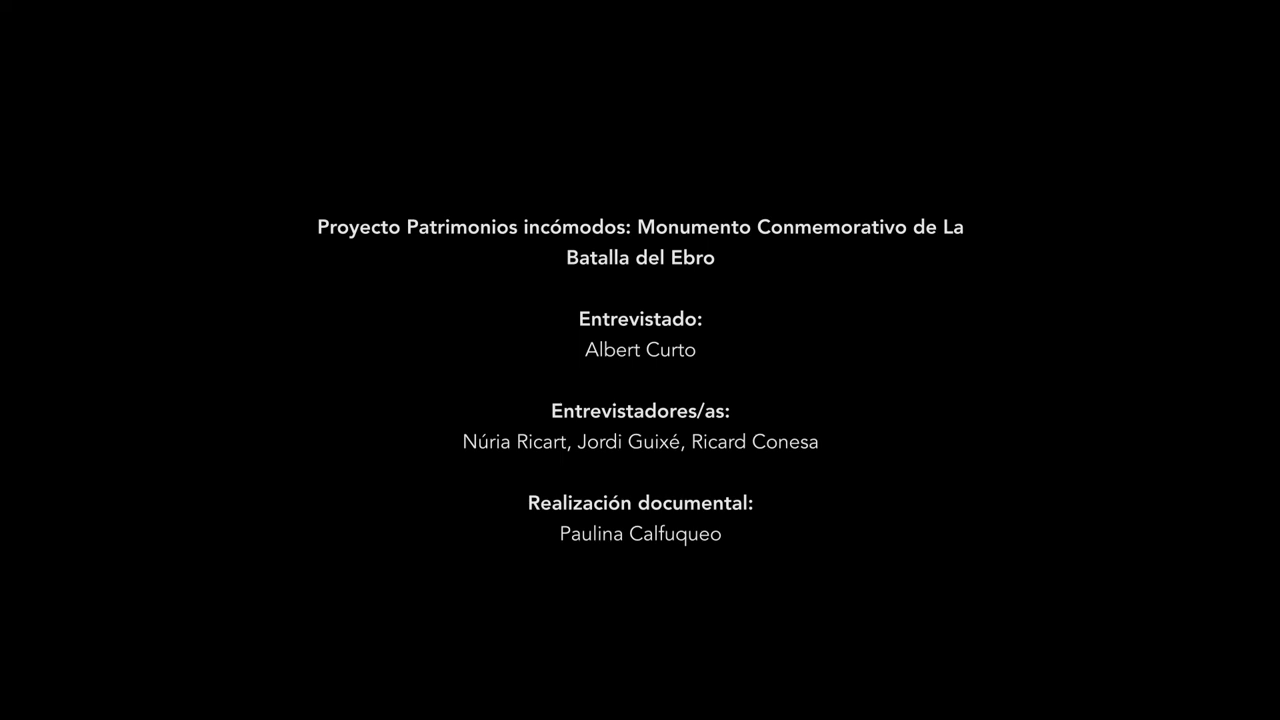 Proyecto Patrimonios incómodos: Monumento Conmemorativo de La
Batalla del Ebro
Entrevistado:
Albert Curto
Entrevistadores/as:
Núria Ricart, Jordi Guixé, Ricard Conesa
Realización documental:
Paulina Calfuqueo